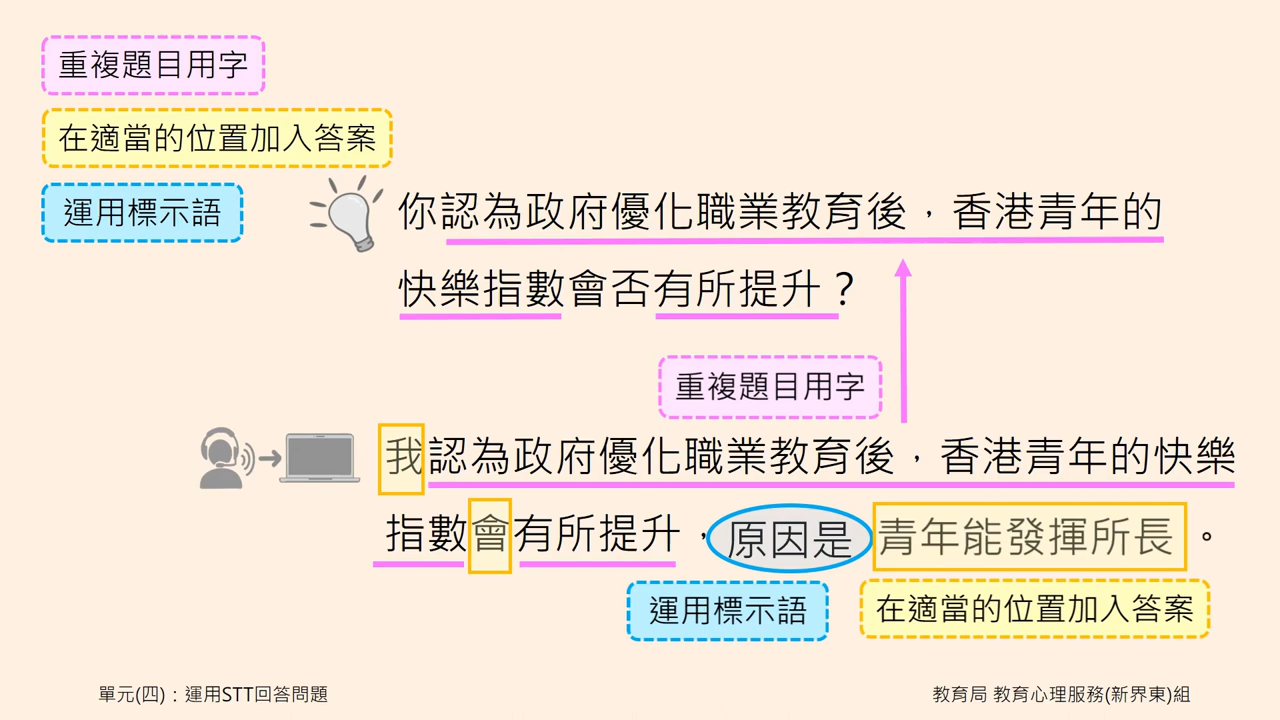 重複題目用字
在適當的位置加入答案
運用標示語
你認為政府優化職業教育後，香港青年的
快樂指數會否有所提升？
重複題目用字
我認為政府優化職業教育後，香港青年的快樂
指數會有所提升，原因是青年能發揮所長。
運用標示語
在適當的位置加入答案
單元(四)：運用STT回答問題
教育局 教育心理服務(新界東)組